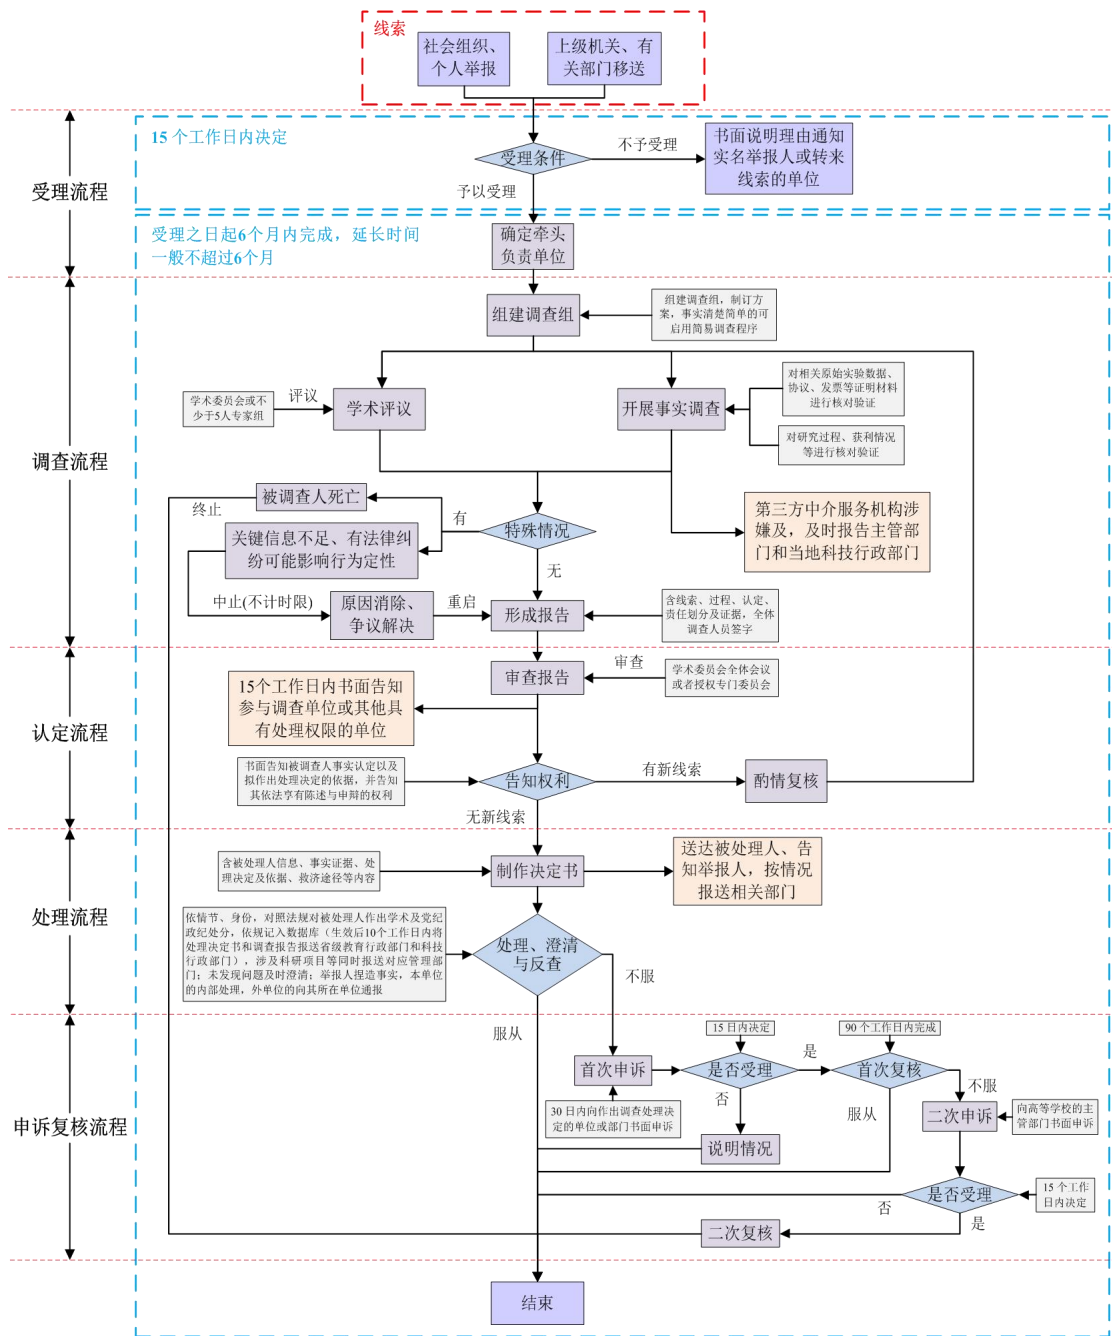 线索
社会组织、
个人举报
上级机关、有
关部门移送
15 个工作日内决定
受理条件
不予受理
书面说明理由通知
实名举报人或转来
线索的单位
受理流程
予以受理
受理之日起6个月内完成，延长时间
一般不超过6个月
确定牵头
负责单位
组建调查组
组建调查组，制订方
案，事实清楚简单的可
启用简易调查程序
学术委员会或不
少于5人专家组
评议
学术评议
开展事实调查
对相关原始实验数据、
协议、发票等证明材料
进行核对验证
对研究过程、获利情况
等进行核对验证
调查流程
终止
被调查人死亡
有
特殊情况
第三方中介服务机构涉
嫌及，及时报告主管部
门和当地科技行政部门
关键信息不足、有法律纠
纷可能影响行为定性
无
中止(不计时限)
原因消除、
争议解决
重启
形成报告
含线索、过程、认定、
责任划分及证据，全体
调查人员签字
审查报告
审查
学术委员会全体会议
或者授权专门委员会
15个工作日内书面告知
参与调查单位或其他具
有处理权限的单位
认定流程
书面告知被调查人事实认定以及
拟作出处理决定的依据，并告知
其依法享有陈述与申辩的权利
告知权利
有新线索
酌情复核
无新线索
含被处理人信息、事实证据、处
理决定及依据、救济途径等内容
制作决定书
送达被处理人、告
知举报人，按情况
报送相关部门
处理流程
依情节、身份，对照法规对被处理人作出学术及党纪
政纪处分，依规记入数据库（生效后10个工作日内将
处理决定书和调查报告报送省级教育行政部门和科技
行政部门），涉及科研项目等同时报送对应管理部
门；未发现问题及时澄清；举报人捏造事实，本单位
的内部处理，外单位的向其所在单位通报
处理、澄清
与反查
不服
服从
15 日内决定
90 个工作日内完成
首次申诉
是否受理
是
首次复核
不服
30 日内向作出调查处理决
定的单位或部门书面申诉
否
服从
二次申诉
向高等学校的主
管部门书面申诉
申诉复核流程
说明情况
是否受理
15 个工作
日内决定
否
是
二次复核
结束